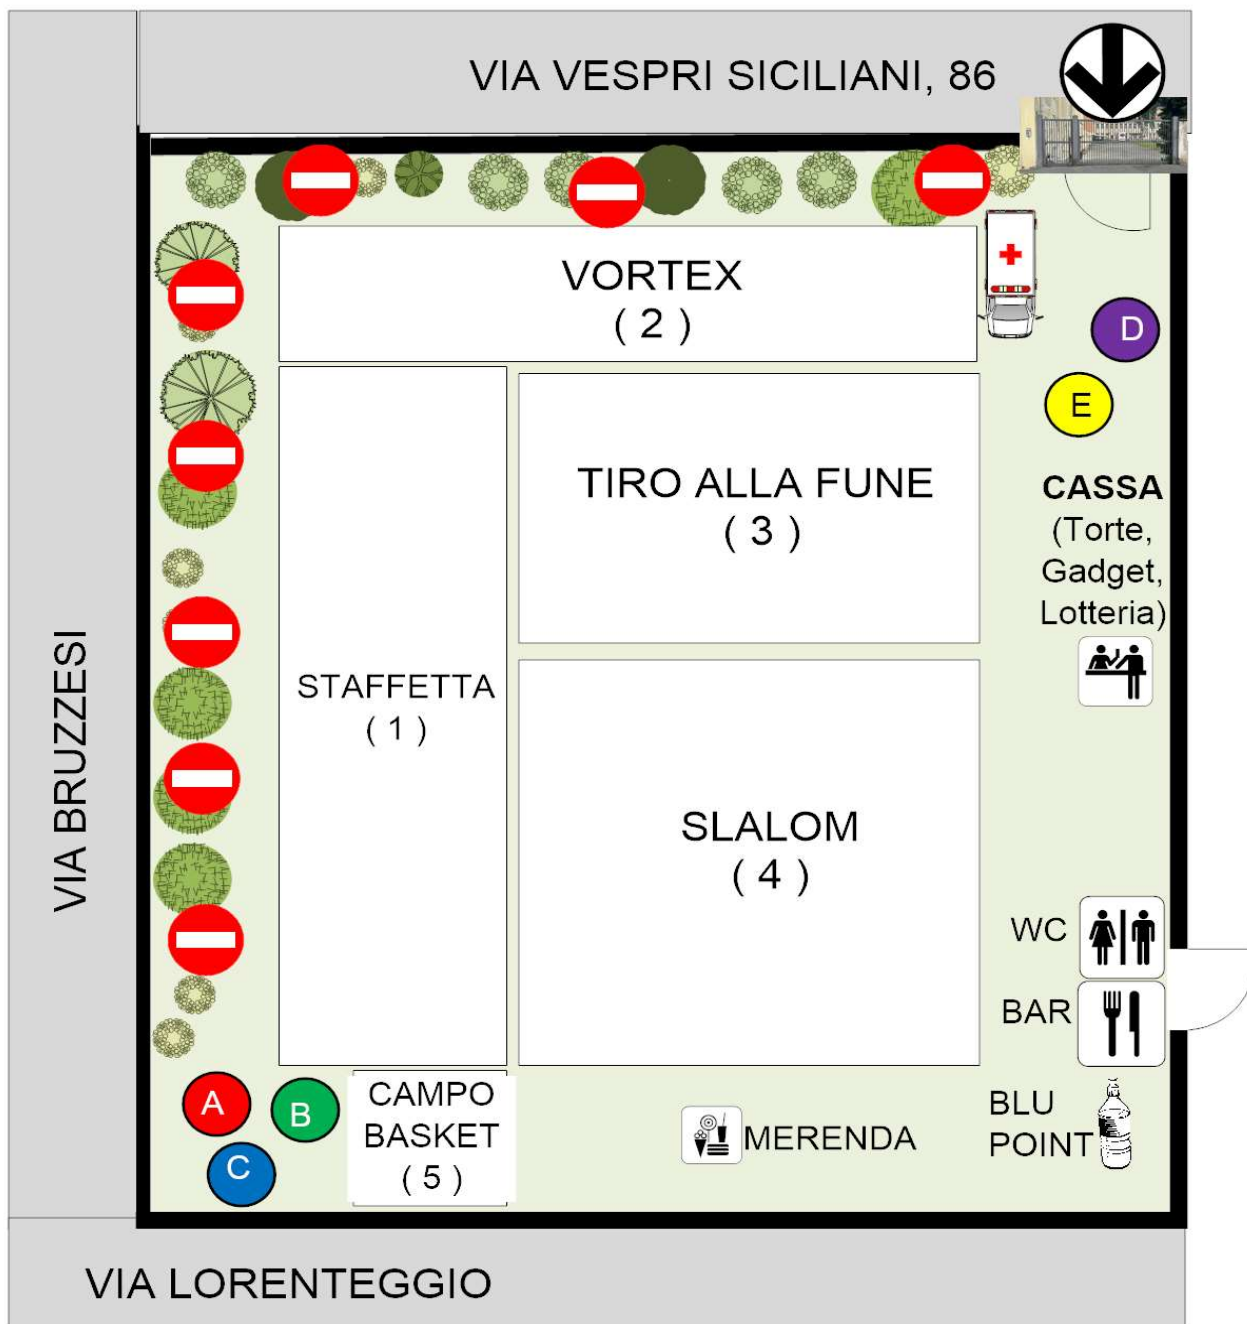 VIA VESPRI SICILIANI, 86
VORTEX
( 2 )
D
E
TIRO ALLA FUNE
( 3 )
CASSA
(Torte,
Gadget,
Lotteria)
VIA BRUZZESI
STAFFETTA
( 1 )
SLALOM
( 4 )
WC
BAR
A
B
C
CAMPO
BASKET
( 5 )
MERENDA
BLU
POINT
VIA LORENTEGGIO